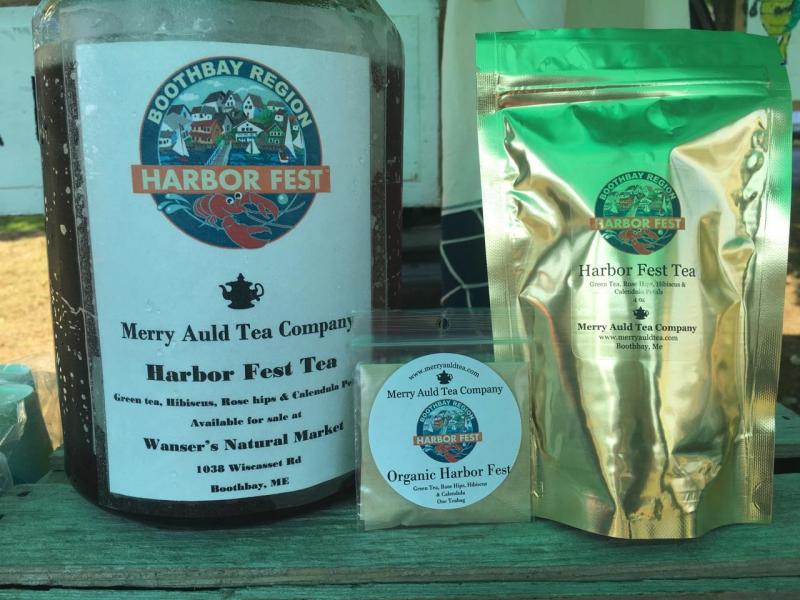 BOOTHBAY REGION
HARBOR FEST
Merry Auld Tea Company
Harbor Fest Tea
Green tea, Hibiscus, Rose hips & Calendula Pe
Available for sale at
Wanser's Natural Market
1038 Wiscasset Rd
Boothbay, ME
www.merryauldtea.com
Merry Auld Tea Company
BOOTHBAY REGION
HARBOR FEST
Organic Harbor Fest
Green Tea, Rose Hips, Hibiscus
& Calendula
One Teabag
BOOTHBAY REGION
HARBOR FEST
Harbor Fest Tea
Green Tea, Rose Hips, Hibiscus &
Calendula Petals
4 oz
Merry Auld Tea Company
www.merryauldtea.com
Boothbay, Me